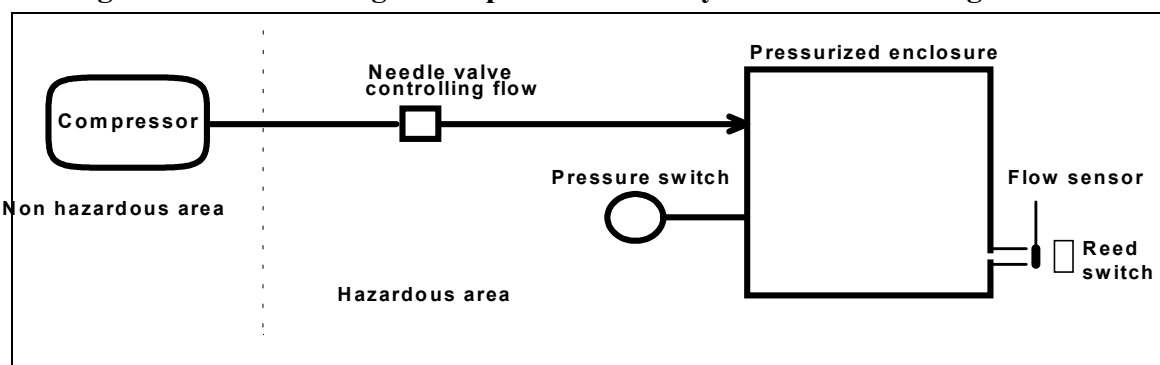 Pressurized enclosure
Needle valve
controlling flow
Compressor
Pressure switch
Flow sensor
Non hazardous area
Reed
switch
Hazardous area